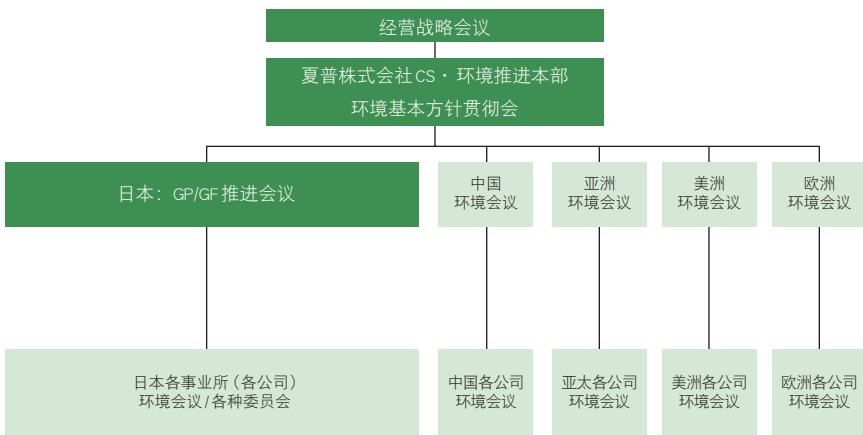 经营战略会议
夏普株式会社CS·环境推进本部
环境基本方针贯彻会
日本：GP/GF推进会议
中国
环境会议
亚洲
环境会议
美洲
环境会议
欧洲
环境会议
日本各事业所（各公司）
环境会议/各种委员会
中国各公司
环境会议
亚太各公司
环境会议
美洲各公司
环境会议
欧洲各公司
环境会议